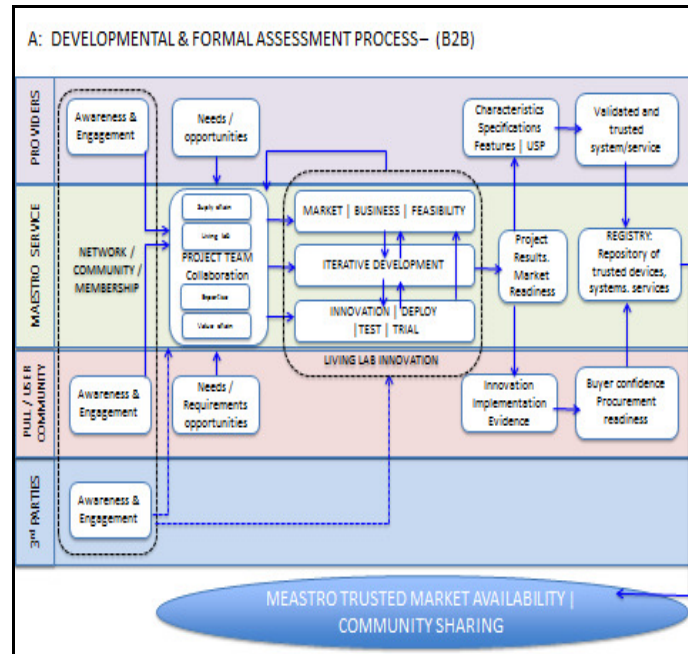 A: DEVELOPMENTAL & FORMAL ASSESSMENT PROCESS– (B2B)
PROVIDERS
Awareness &
Engagement
Needs /
opportunities
Characteristics
Specifications
Features | USP
Validated and
trusted
system/service
MAESTRO SERVICE
NETWORK /
COMMUNITY /
MEMBERSHIP
Supply chain
Living lab
PROJECT TEAM
Collaboration
Expertise
Value chain
MARKET | BUSINESS | FEASIBILITY
ITERATIVE DEVELOPMENT
INNOVATION | DEPLOY
|TEST | TRIAL
LIVING LAB INNOVATION
Project
Results.
Market
Readiness
REGISTRY:
Repository of
trusted devices,
systems. services
PULL / USER
COMMUNITY
Awareness &
Engagement
Needs /
Requirements
opportunities
Innovation
Implementation
Evidence
Buyer confidence
Procurement
readiness
3rd PARTIES
Awareness &
Engagement
MEASTRO TRUSTED MARKET AVAILABILITY |
COMMUNITY SHARING